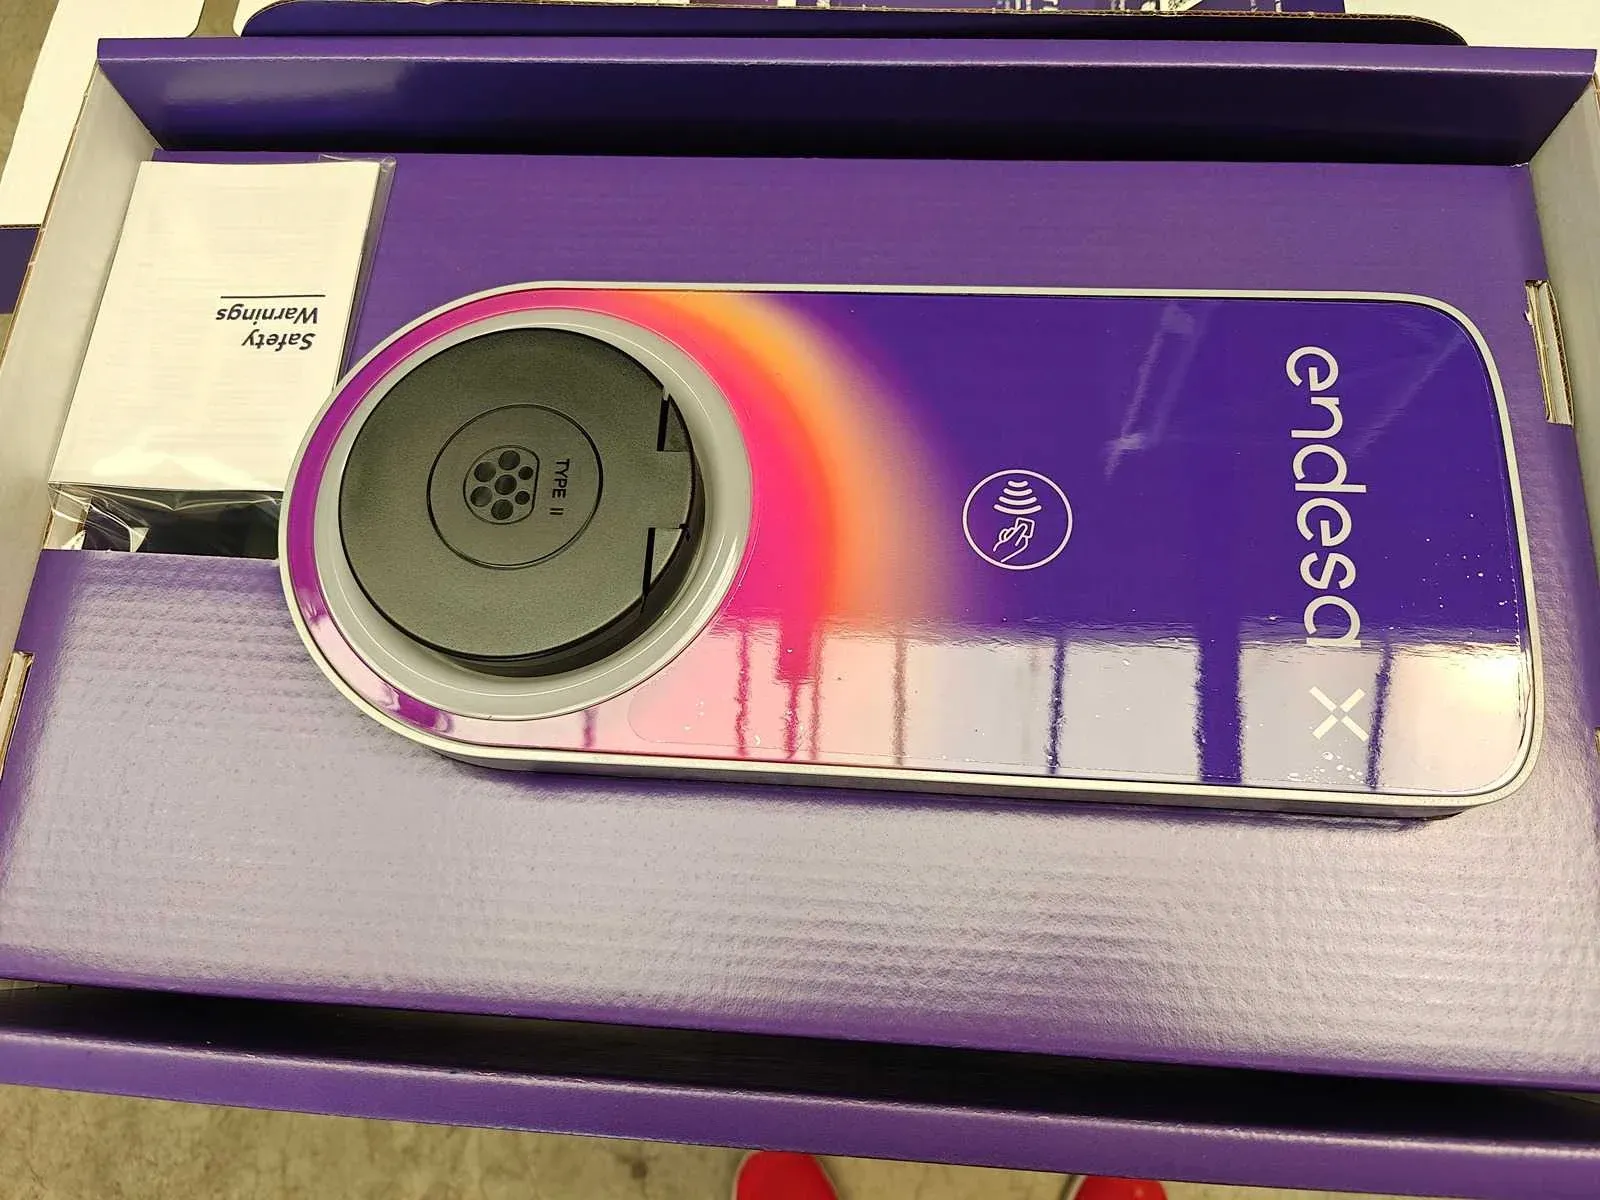 Safety
Warnings
TYPE II
endesa x